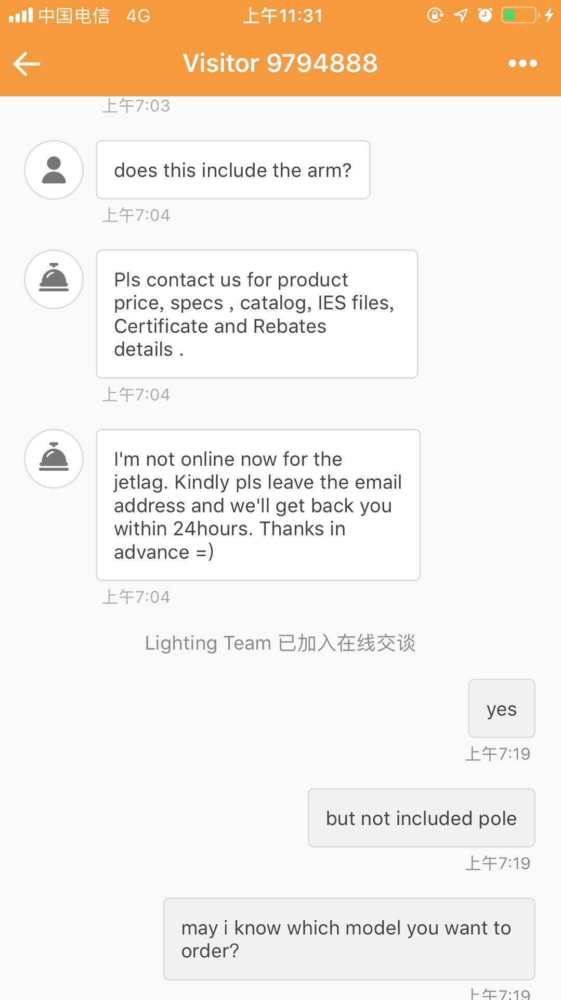 中国电信 4G 上午11:31
Visitor 9794888
上午7:03
does this include the arm?
上午7:04
Pls contact us for product
price, specs , catalog, IES files,
Certificate and Rebates
details .
上午7:04
I'm not online now for the
jetlag. Kindly pls leave the email
address and we'll get back you
within 24hours. Thanks in
advance =)
上午7:04
Lighting Team 已加入在线交谈
yes
上午7:19
but not included pole
上午7:19
may i know which model you want to
order?
上午7:19